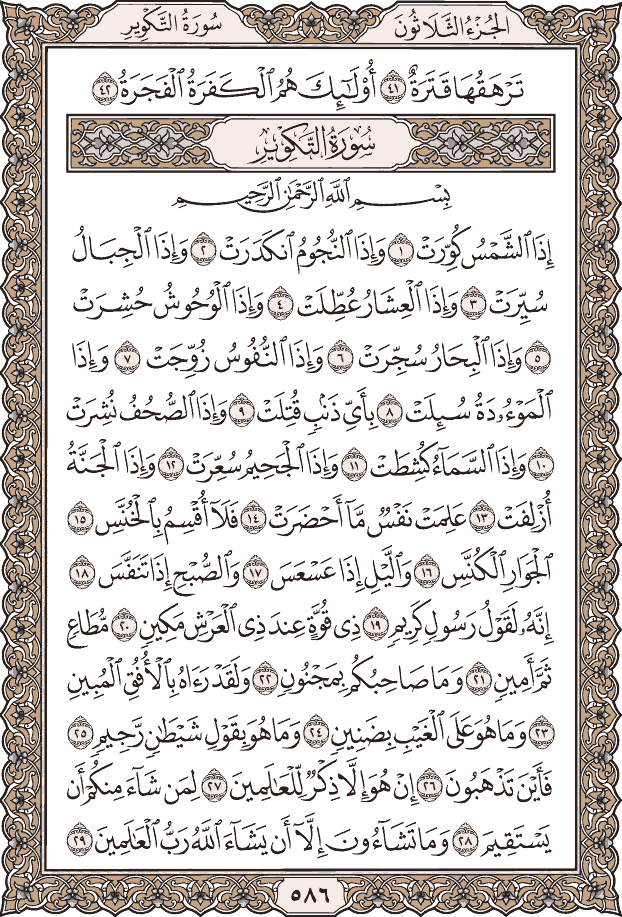 الجُزْءُ الثَّلَاثُونَ
سُورَةُ التَّكْوِيرِ
تَرْهَقُهَا قَتَرَةٌ ٤١ أُوْلَٰٓئِكَ هُمُ ٱلْكَفَرَةُ ٱلْفَجَرَةُ ٤٢
سُورَةُ التَّكْوِيرِ
بِسْمِ ٱللَّهِ ٱلرَّحْمَٰنِ ٱلرَّحِيمِ
إِذَا ٱلشَّمْسُ كُوِّرَتْ ١ وَإِذَا ٱلنُّجُومُ ٱنكَدَرَتْ ٢ وَإِذَا ٱلْجِبَالُ
سُيِّرَتْ ٣ وَإِذَا ٱلْعِشَارُ عُطِّلَتْ ٤ وَإِذَا ٱلْوُحُوشُ حُشِرَتْ
٥ وَإِذَا ٱلْبِحَارُ سُجِّرَتْ ٦ وَإِذَا ٱلنُّفُوسُ زُوِّجَتْ ٧ وَإِذَا
ٱلْمَوْءُۥدَةُ سُئِلَتْ ٨ بِأَيِّ ذَنۢبٍ قُتِلَتْ ٩ وَإِذَا ٱلصُّحُفُ نُشِرَتْ
١٠ وَإِذَا ٱلسَّمَآءُ كُشِطَتْ ١١ وَإِذَا ٱلْجَحِيمُ سُعِّرَتْ ١٢ وَإِذَا ٱلْجَنَّةُ
أُزْلِفَتْ ١٣ عَلِمَتْ نَفْسٌ مَّآ أَحْضَرَتْ ١٤ فَلَآ أُقْسِمُ بِٱلْخُنَّسِ ١٥
ٱلْجَوَارِ ٱلْكُنَّسِ ١٦ وَٱلَّيْلِ إِذَا عَسْعَسَ ١٧ وَٱلصُّبْحِ إِذَا تَنَفَّسَ ١٨
إِنَّهُۥ لَقَوْلُ رَسُولٍ كَرِيمٍ ١٩ ذِي قُوَّةٍ عِندَ ذِي ٱلْعَرْشِ مَكِينٍ ٢٠ مُّطَاعٍ
ثَمَّ أَمِينٍ ٢١ وَمَا صَاحِبُكُم بِمَجْنُونٍ ٢٢ وَلَقَدْ رَءَاهُ بِٱلْأُفُقِ ٱلْمُبِينِ
٢٣ وَمَا هُوَ عَلَى ٱلْغَيْبِ بِضَنِينٍ ٢٤ وَمَا هُوَ بِقَوْلِ شَيْطَٰنٍ رَّجِيمٍ ٢٥
فَأَيْنَ تَذْهَبُونَ ٢٦ إِنْ هُوَ إِلَّا ذِكْرٌ لِّلْعَٰلَمِينَ ٢٧ لِمَن شَآءَ مِنكُمْ أَن
يَسْتَقِيمَ ٢٨ وَمَا تَشَآءُونَ إِلَّآ أَن يَشَآءَ ٱللَّهُ رَبُّ ٱلْعَٰلَمِينَ ٢٩
٥٨٦